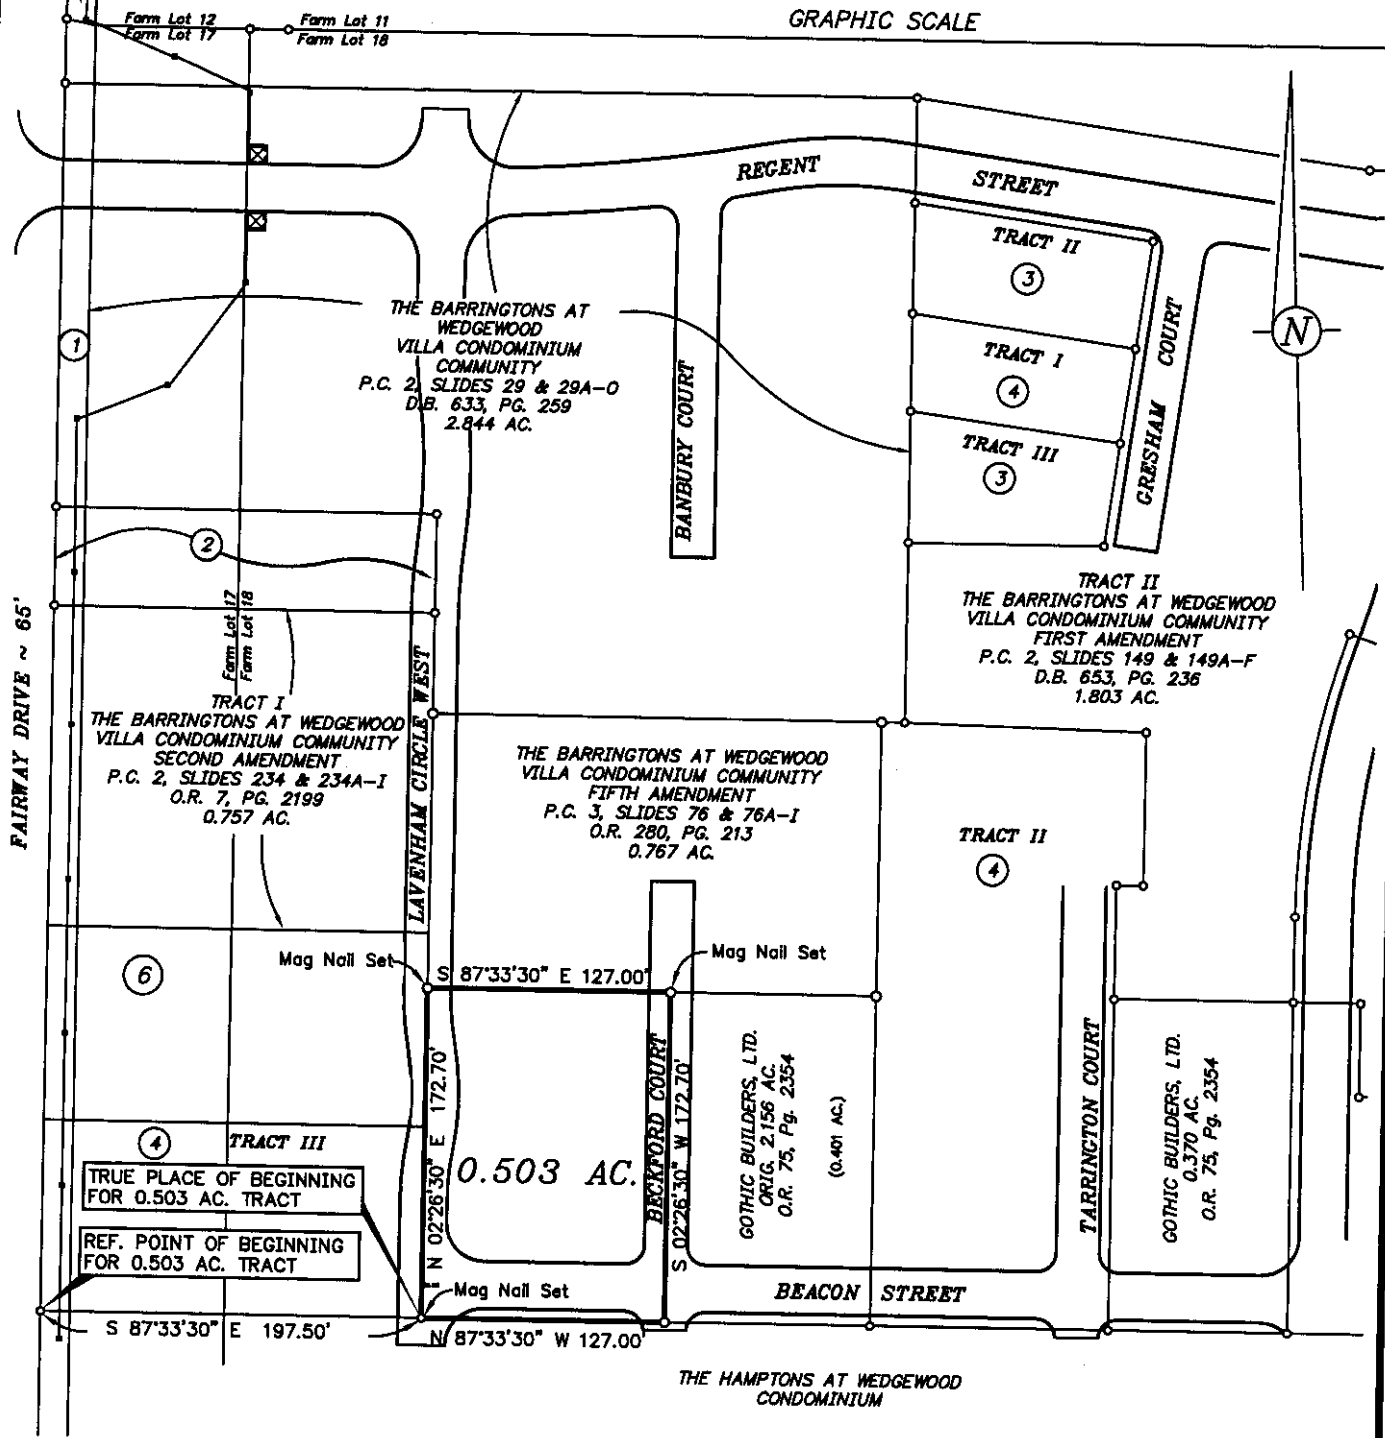 GRAPHIC SCALE
Farm Lot 12
Farm Lot 17
Farm Lot 11
Farm Lot 18
REGENT STREET
TRACT II
3
TRACT I
4
TRACT III
3
GRESHAM COURT
N
1
THE BARRINGTONS AT
WEDGEWOOD
VILLA CONDOMINIUM
COMMUNITY
P.C. 2, SLIDES 29 & 29A-O
D.B. 633, PG. 259
2.844 AC.
BANBURY COURT
2
Farm Lot 17
Farm Lot 18
FAIRWAY DRIVE ~ 65'
TRACT II
THE BARRINGTONS AT WEDGEWOOD
VILLA CONDOMINIUM COMMUNITY
FIRST AMENDMENT
P.C. 2, SLIDES 149 & 149A-F
D.B. 653, PG. 236
1.803 AC.
TRACT I
THE BARRINGTONS AT WEDGEWOOD
VILLA CONDOMINIUM COMMUNITY
SECOND AMENDMENT
P.C. 2, SLIDES 234 & 234A-I
O.R. 7, PG. 2199
0.757 AC.
LAVENHAM CIRCLE WEST
THE BARRINGTONS AT WEDGEWOOD
VILLA CONDOMINIUM COMMUNITY
FIFTH AMENDMENT
P.C. 3, SLIDES 76 & 76A-I
O.R. 280, PG. 213
0.767 AC.
TRACT II
4
6
Mag Nail Set
S 87°33'30" E 127.00'
Mag Nail Set
N 02°26'30" E 172.70'
0.503 AC.
BECKFORD COURT
S 02°26'30" W 172.70'
GOTHIC BUILDERS, LTD.
ORIG. 2.156 AC.
O.R. 75, Pg. 2354
(0.401 AC.)
TARRINGTON COURT
GOTHIC BUILDERS, LTD.
0.370 AC.
O.R. 75, Pg. 2354
4
TRACT III
TRUE PLACE OF BEGINNING
FOR 0.503 AC. TRACT
REF. POINT OF BEGINNING
FOR 0.503 AC. TRACT
Mag Nail Set
BEACON STREET
S 87°33'30" E 197.50'
N 87°33'30" W 127.00'
THE HAMPTONS AT WEDGEWOOD
CONDOMINIUM